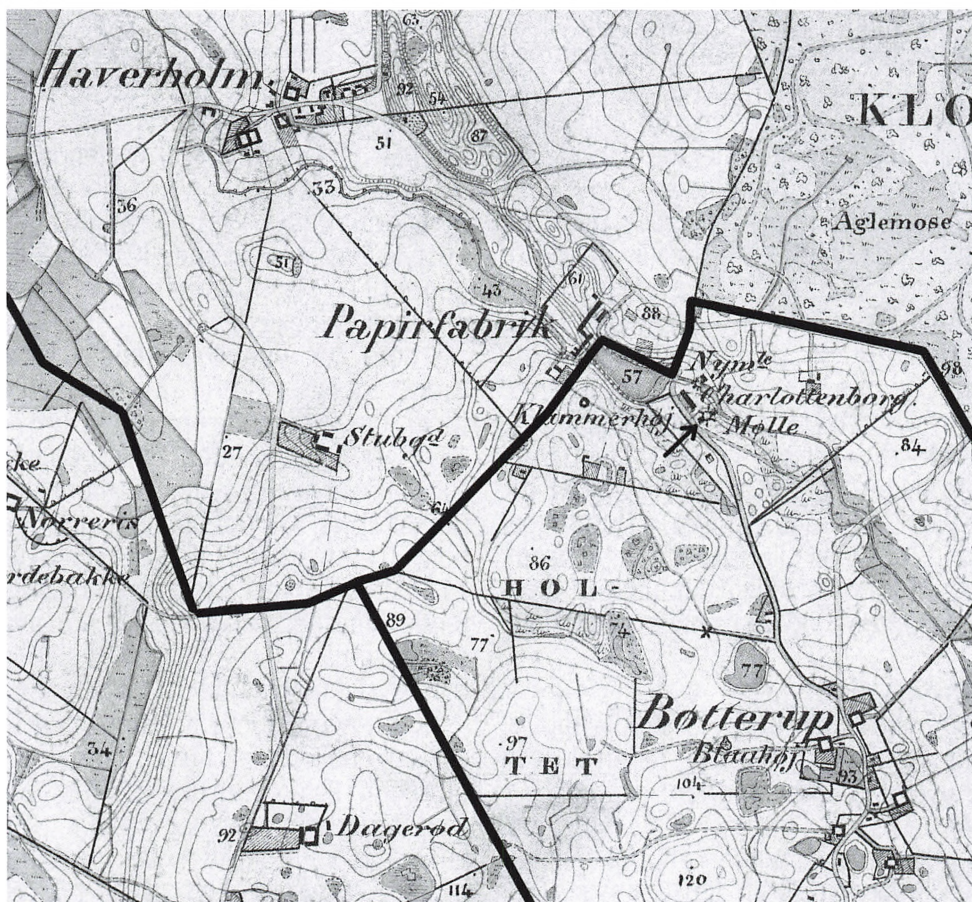 63
Haverholm
92
54
KLO
87
51
33
36
Aglemose
51
43
61
88
Papirfabrik
57
Nymle
98
Charlottenborg.
Klammerhøj
Mølle
Stubgd
84
27
64
Nørreris
86
rdebakke
HOL-
89
74
77
77
Bøtterup
34
97
Blaahøj
TET
93
104
92
Dagerød
114
120